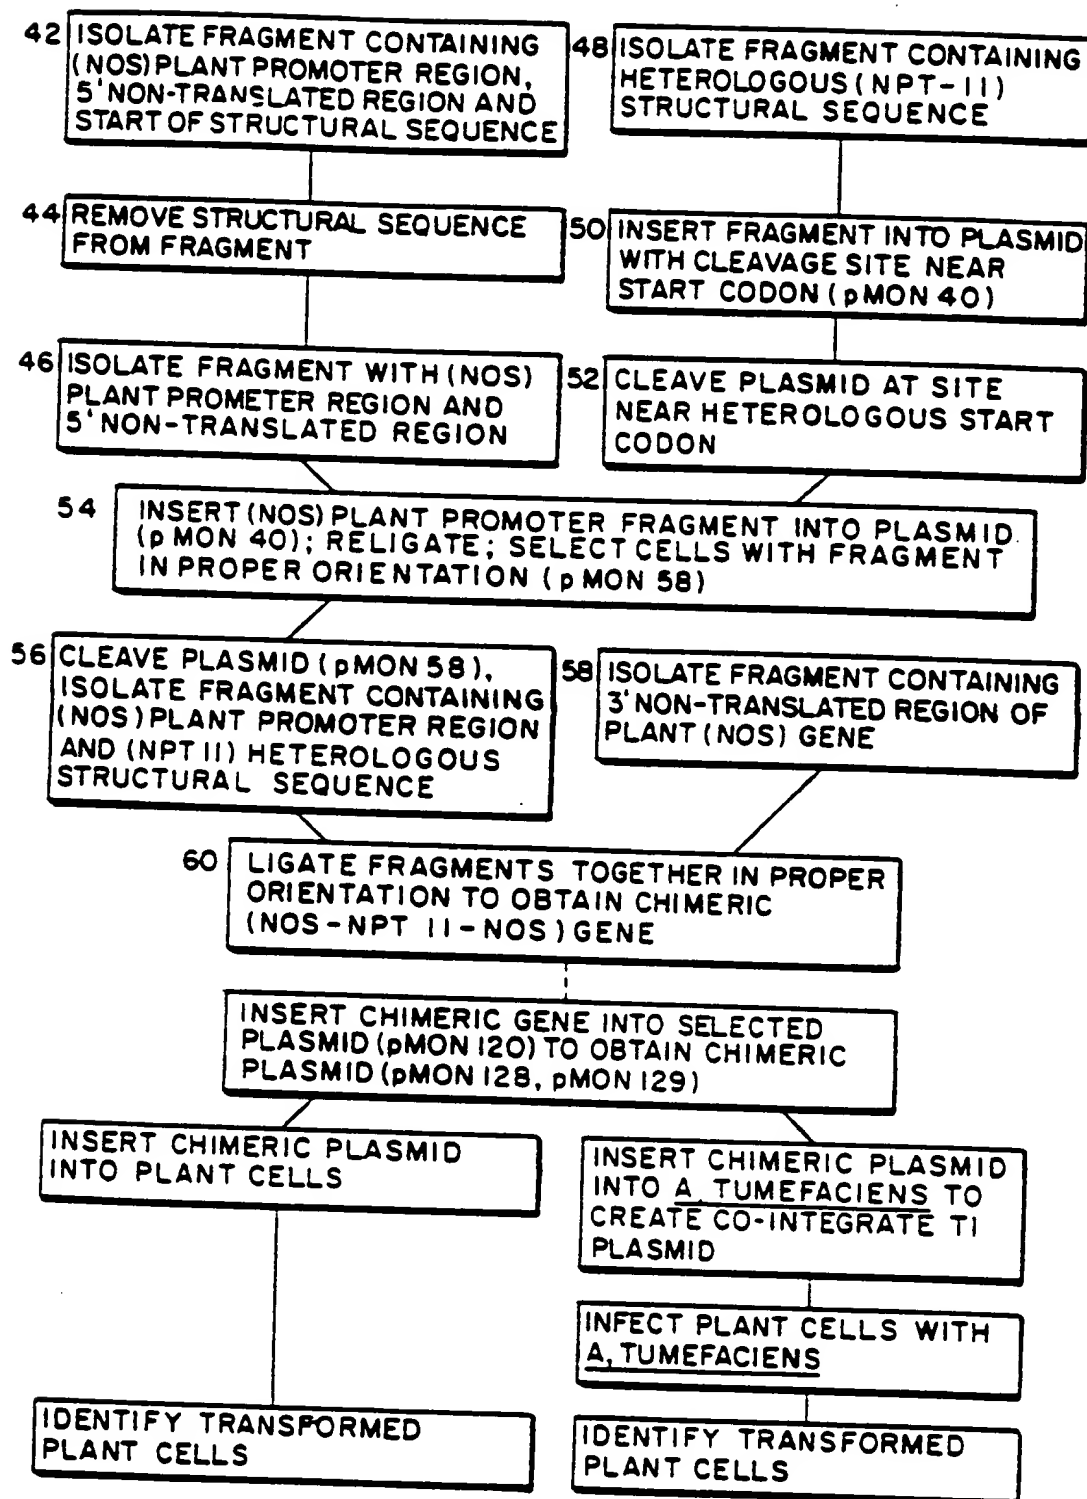 42 ISOLATE FRAGMENT CONTAINING
(NOS) PLANT PROMOTER REGION,
5' NON-TRANSLATED REGION AND
START OF STRUCTURAL SEQUENCE
48 ISOLATE FRAGMENT CONTAINING
HETEROLOGOUS (NPT-II)
STRUCTURAL SEQUENCE
44 REMOVE STRUCTURAL SEQUENCE
FROM FRAGMENT
50 INSERT FRAGMENT INTO PLASMID
WITH CLEAVAGE SITE NEAR
START CODON (pMON 40)
46 ISOLATE FRAGMENT WITH (NOS)
PLANT PROMETER REGION AND
5' NON-TRANSLATED REGION
52 CLEAVE PLASMID AT SITE
NEAR HETEROLOGOUS START
CODON
54 INSERT (NOS) PLANT PROMOTER FRAGMENT INTO PLASMID
(pMON 40); RELIGATE; SELECT CELLS WITH FRAGMENT
IN PROPER ORIENTATION (pMON 58)
56 CLEAVE PLASMID (pMON 58),
ISOLATE FRAGMENT CONTAINING
(NOS) PLANT PROMOTER REGION
AND (NPT II) HETEROLOGOUS
STRUCTURAL SEQUENCE
58 ISOLATE FRAGMENT CONTAINING
3' NON-TRANSLATED REGION OF
PLANT (NOS) GENE
60 LIGATE FRAGMENTS TOGETHER IN PROPER
ORIENTATION TO OBTAIN CHIMERIC
(NOS-NPT II-NOS) GENE
INSERT CHIMERIC GENE INTO SELECTED
PLASMID (pMON 120) TO OBTAIN CHIMERIC
PLASMID (pMON 128, pMON 129)
INSERT CHIMERIC PLASMID
INTO PLANT CELLS
INSERT CHIMERIC PLASMID
INTO A. TUMEFACIENS TO
CREATE CO-INTEGRATE TI
PLASMID
INFECT PLANT CELLS WITH
A. TUMEFACIENS
IDENTIFY TRANSFORMED
PLANT CELLS
IDENTIFY TRANSFORMED
PLANT CELLS